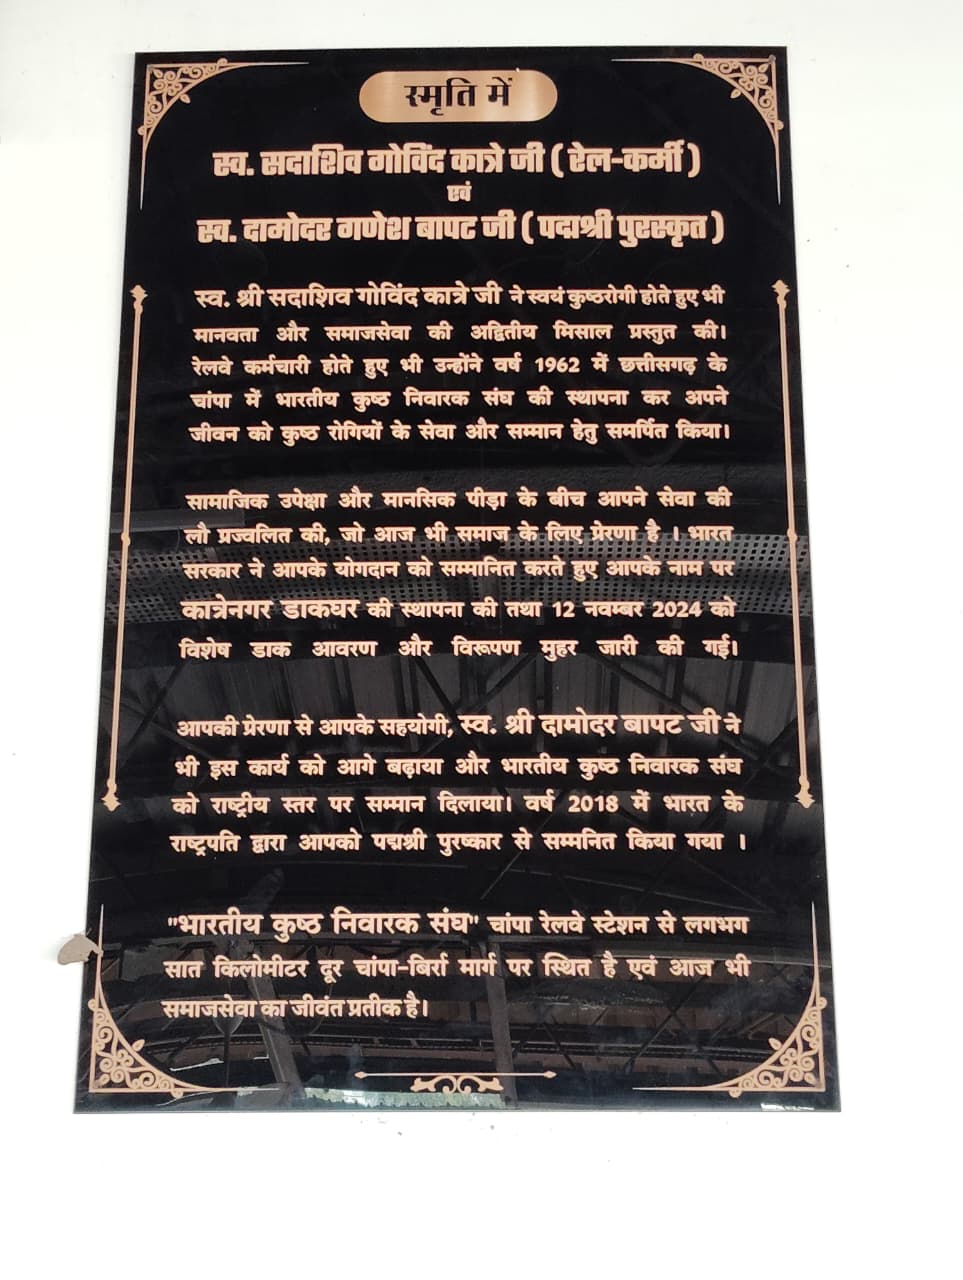 स्मृति में
स्व. सदाशिव गोविंद कात्रे जी ( रेल-कर्मी )
एवं
स्व. दामोदर गणेश बापट जी ( पद्मश्री पुरस्कृत )
स्व. श्री सदाशिव गोविंद कात्रे जी ने स्वयं कुष्ठरोगी होते हुए भी
मानवता और समाजसेवा की अद्वितीय मिसाल प्रस्तुत की।
रेलवे कर्मचारी होते हुए भी उन्होंने वर्ष 1962 में छत्तीसगढ़ के
चांपा में भारतीय कुष्ठ निवारक संघ की स्थापना कर अपने
जीवन को कुष्ठ रोगियों के सेवा और सम्मान हेतु समर्पित किया।
सामाजिक उपेक्षा और मानसिक पीड़ा के बीच आपने सेवा की
लौ प्रज्वलित की, जो आज भी समाज के लिए प्रेरणा है । भारत
सरकार ने आपके योगदान को सम्मानित करते हुए आपके नाम पर
कात्रेनगर डाकघर की स्थापना की तथा 12 नवम्बर 2024 को
विशेष डाक आवरण और विरूपण मुहर जारी की गई।
आपकी प्रेरणा से आपके सहयोगी, स्व. श्री दामोदर बापट जी ने
भी इस कार्य को आगे बढ़ाया और भारतीय कुष्ठ निवारक संघ
को राष्ट्रीय स्तर पर सम्मान दिलाया। वर्ष 2018 में भारत के
राष्ट्रपति द्वारा आपको पद्मश्री पुरष्कार से सम्मनित किया गया ।
"भारतीय कुष्ठ निवारक संघ" चांपा रेलवे स्टेशन से लगभग
सात किलोमीटर दूर चांपा-बिर्रा मार्ग पर स्थित है एवं आज भी
समाजसेवा का जीवंत प्रतीक है।